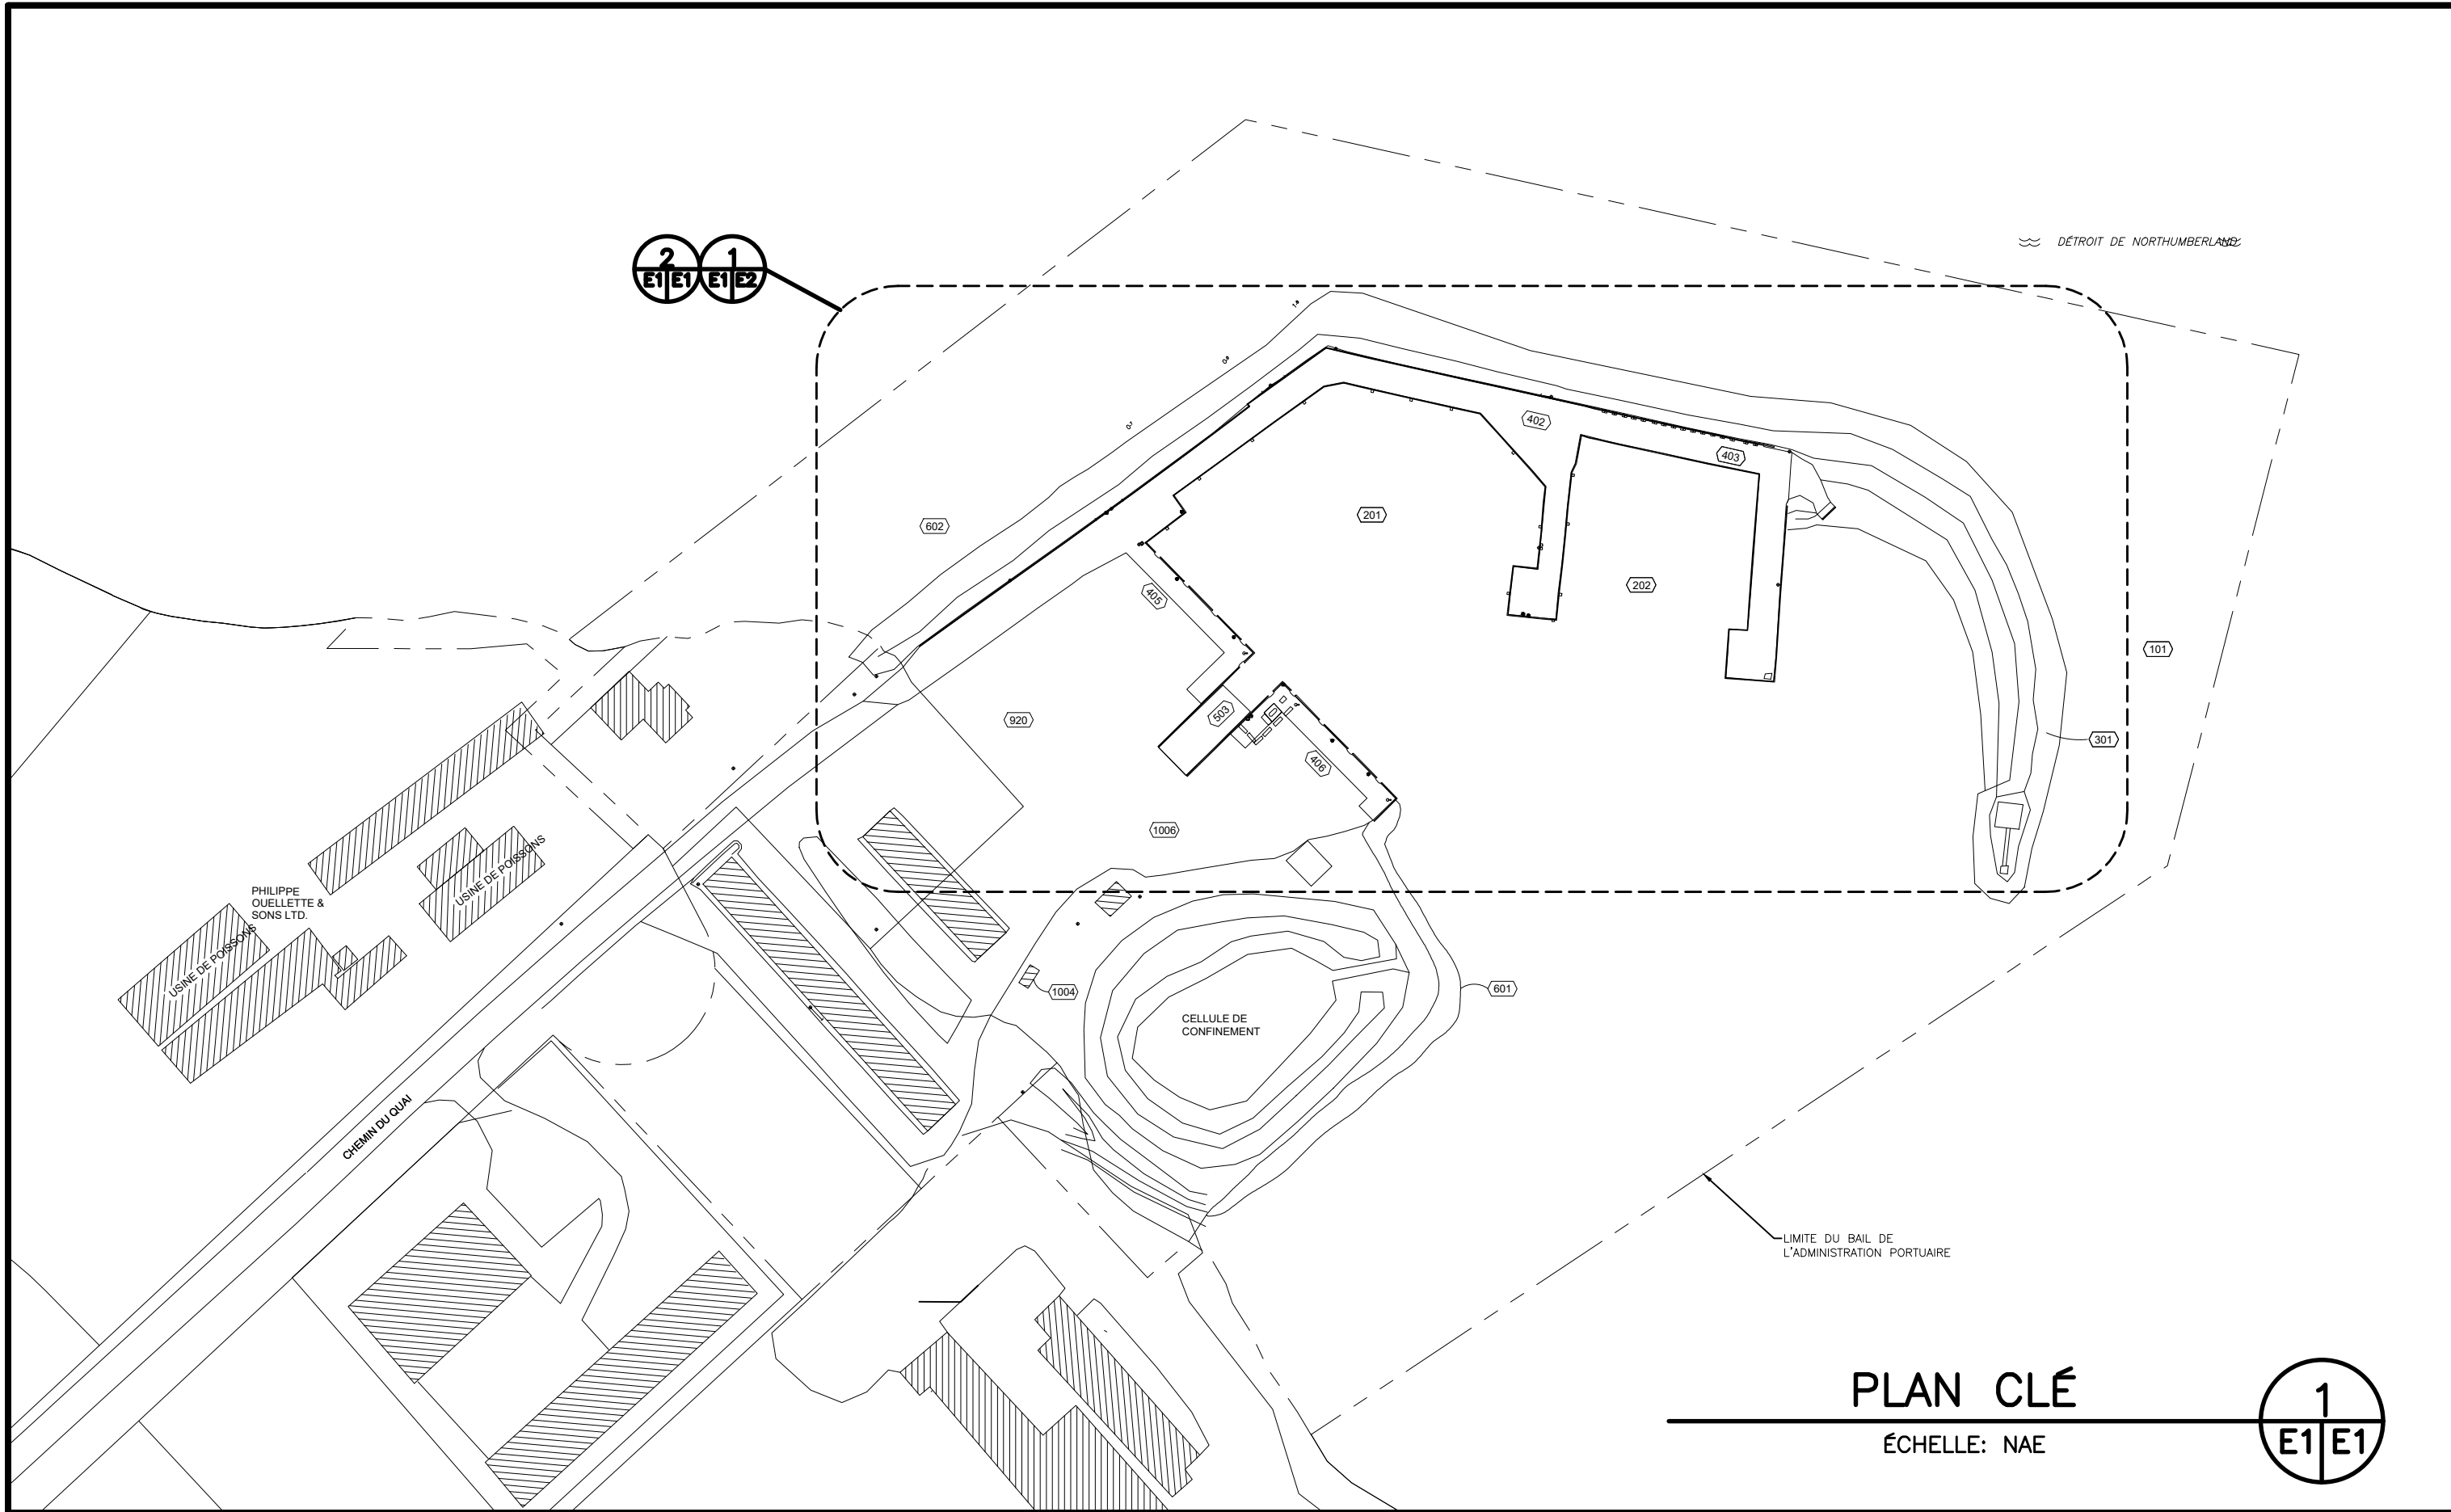 DÉTROIT DE NORTHUMBERLAND
2
E1 E1
1
E1 E2
402
403
201
602
202
405
101
503
920
406
301
1006
USINE DE POISSONS
PHILIPPE
OUELLETTE &
SONS LTD.
USINE DE POISSONS
1004
601
CELLULE DE
CONFINEMENT
CHEMIN DU QUAI
LIMITE DU BAIL DE
L'ADMINISTRATION PORTUAIRE
PLAN CLÉ
ÉCHELLE: NAE
1
E1 E1